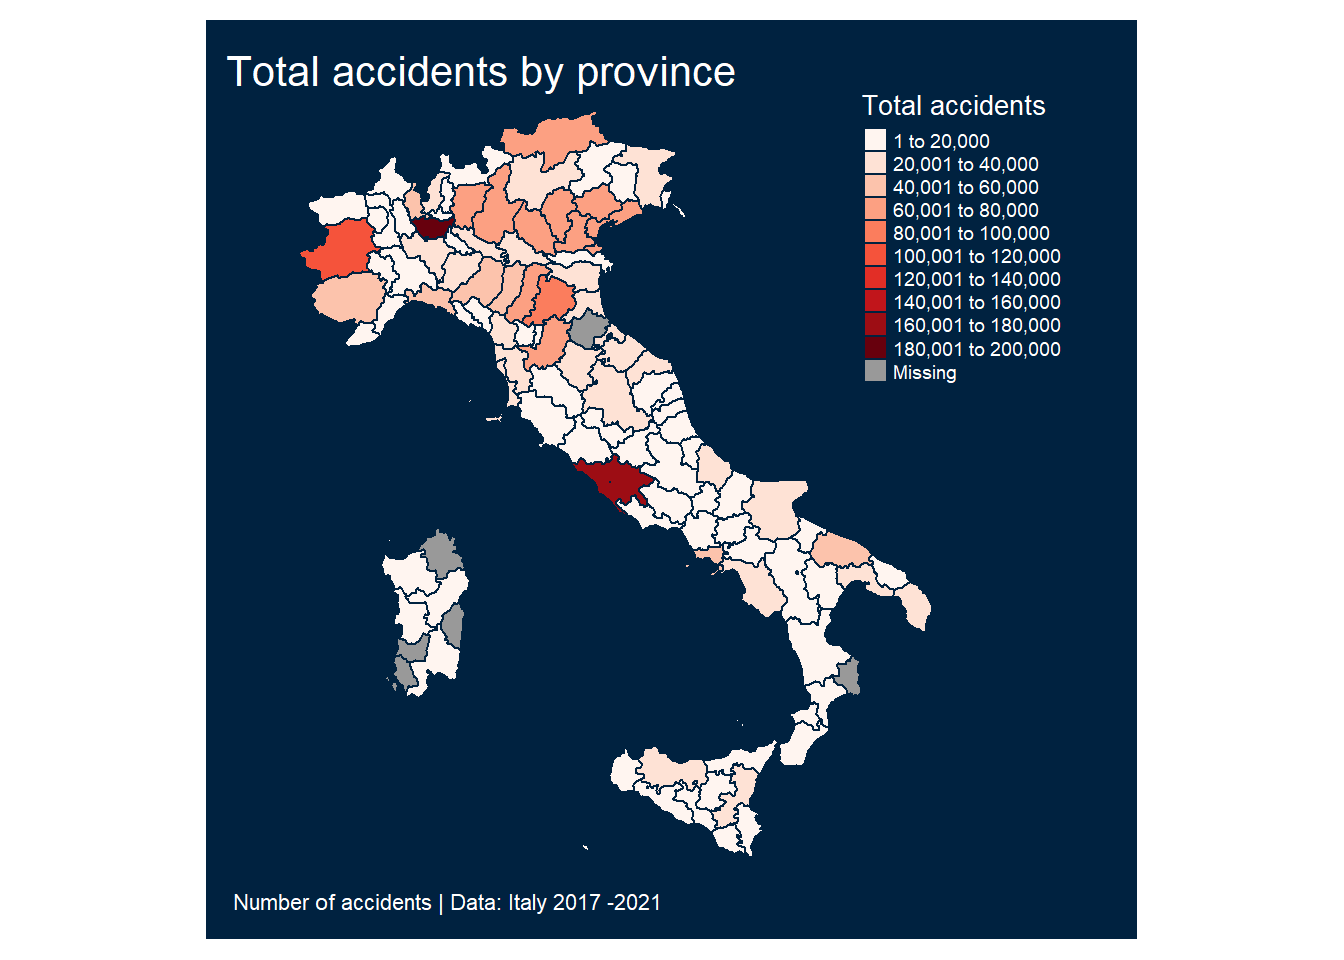 Total accidents by province
Total accidents
1 to 20,000
20,001 to 40,000
40,001 to 60,000
60,001 to 80,000
80,001 to 100,000
100,001 to 120,000
120,001 to 140,000
140,001 to 160,000
160,001 to 180,000
180,001 to 200,000
Missing
Number of accidents | Data: Italy 2017 -2021